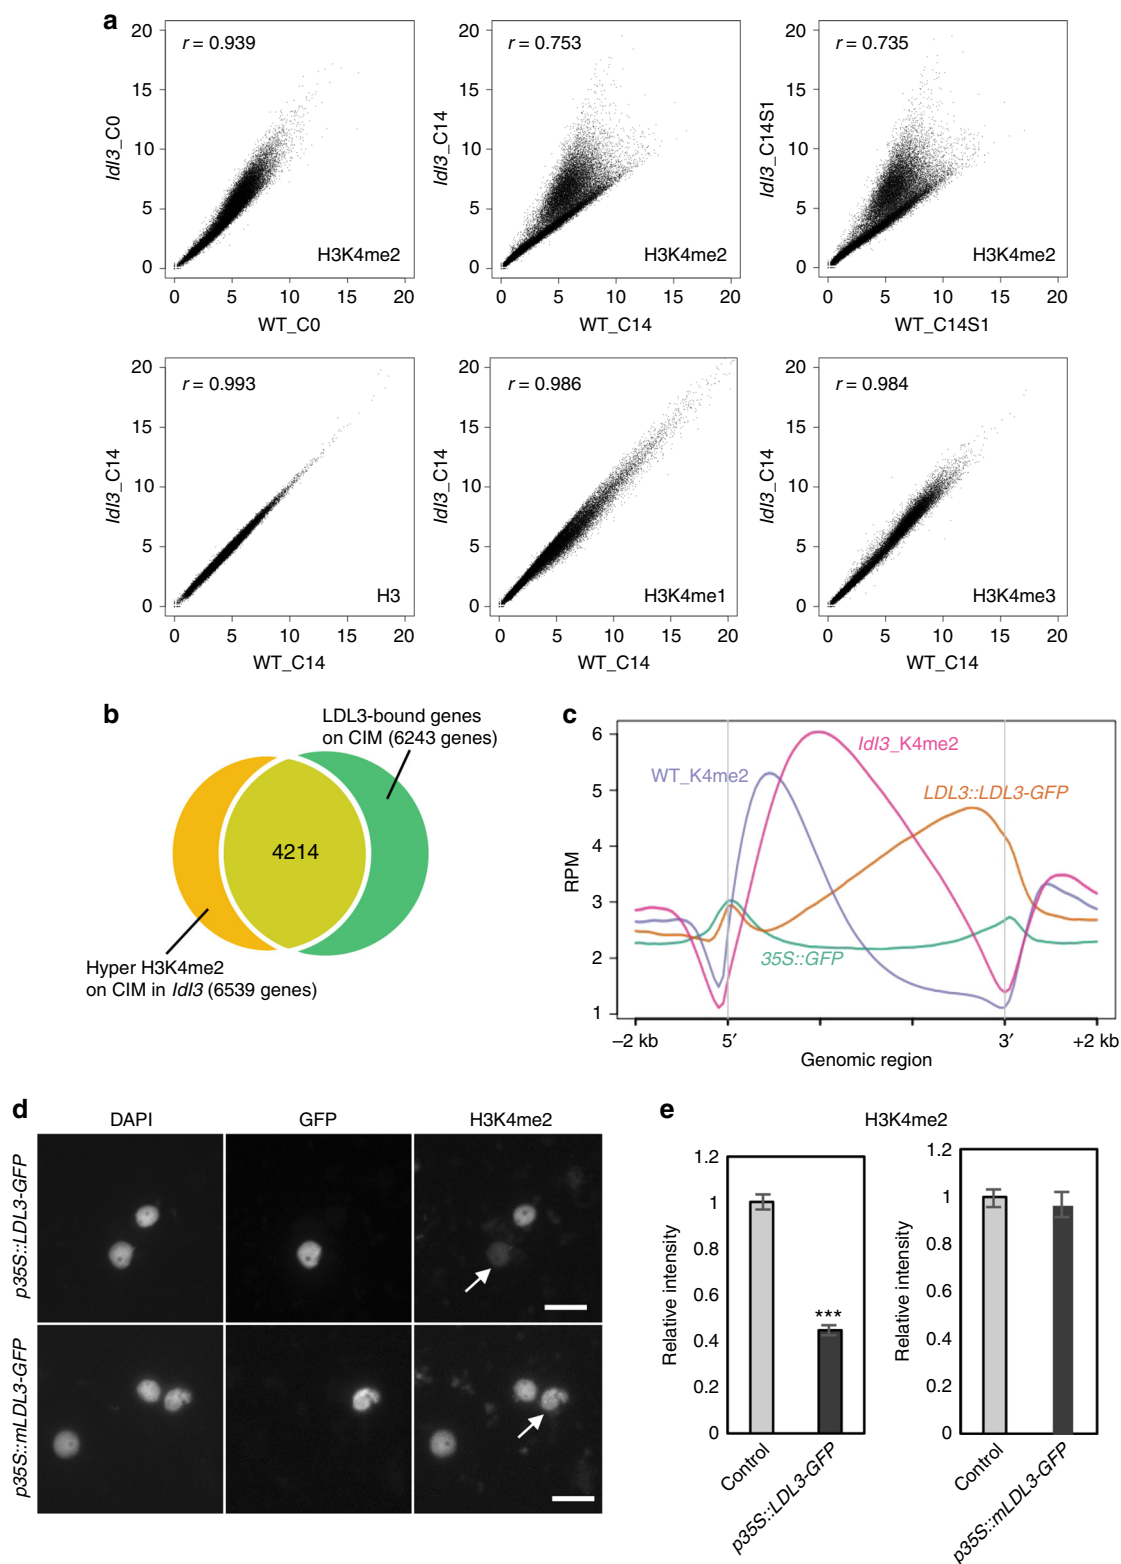 a
20
15
10
5
0
r = 0.939
ldl3_C0
H3K4me2
0 5 10 15 20
WT_C0
20
15
10
5
0
r = 0.753
ldl3_C14
H3K4me2
0 5 10 15 20
WT_C14
20
15
10
5
0
r = 0.735
ldl3_C14S1
H3K4me2
0 5 10 15 20
WT_C14S1
20
15
10
5
0
r = 0.993
ldl3_C14
H3
0 5 10 15 20
WT_C14
20
15
10
5
0
r = 0.986
ldl3_C14
H3K4me1
0 5 10 15 20
WT_C14
20
15
10
5
0
r = 0.984
ldl3_C14
H3K4me3
0 5 10 15 20
WT_C14
b
LDL3-bound genes
on CIM (6243 genes)
4214
Hyper H3K4me2
on CIM in ldl3 (6539 genes)
c
6
5
4
3
2
1
RPM
ldl3_K4me2
WT_K4me2
LDL3::LDL3-GFP
35S::GFP
–2 kb 5′ 3′ +2 kb
Genomic region
d
DAPI GFP H3K4me2
p35S::LDL3-GFP
p35S::mLDL3-GFP
e
H3K4me2
1.2
1
0.8
0.6
0.4
0.2
0
Relative intensity
***
Control
p35S::LDL3-GFP
1.2
1
0.8
0.6
0.4
0.2
0
Relative intensity
Control
p35S::mLDL3-GFP